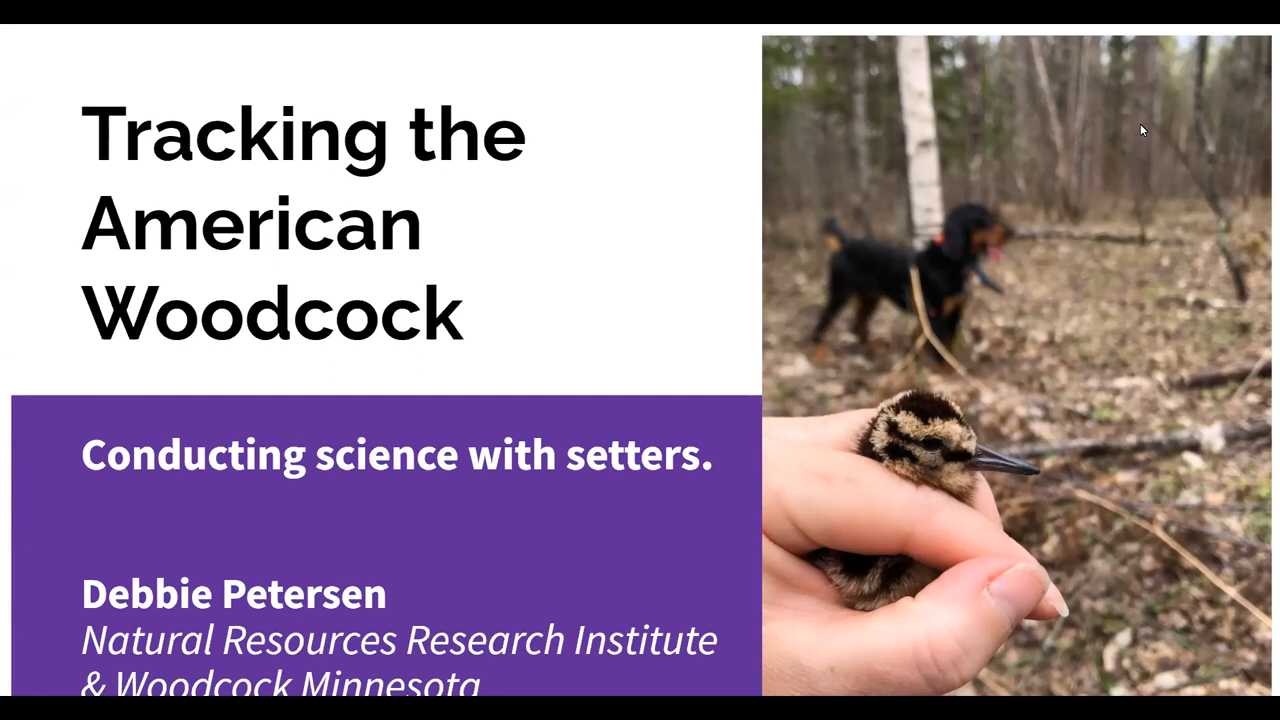 Tracking the
American
Woodcock
Conducting science with setters.
Debbie Petersen
Natural Resources Research Institute
& Woodcock Minnesota